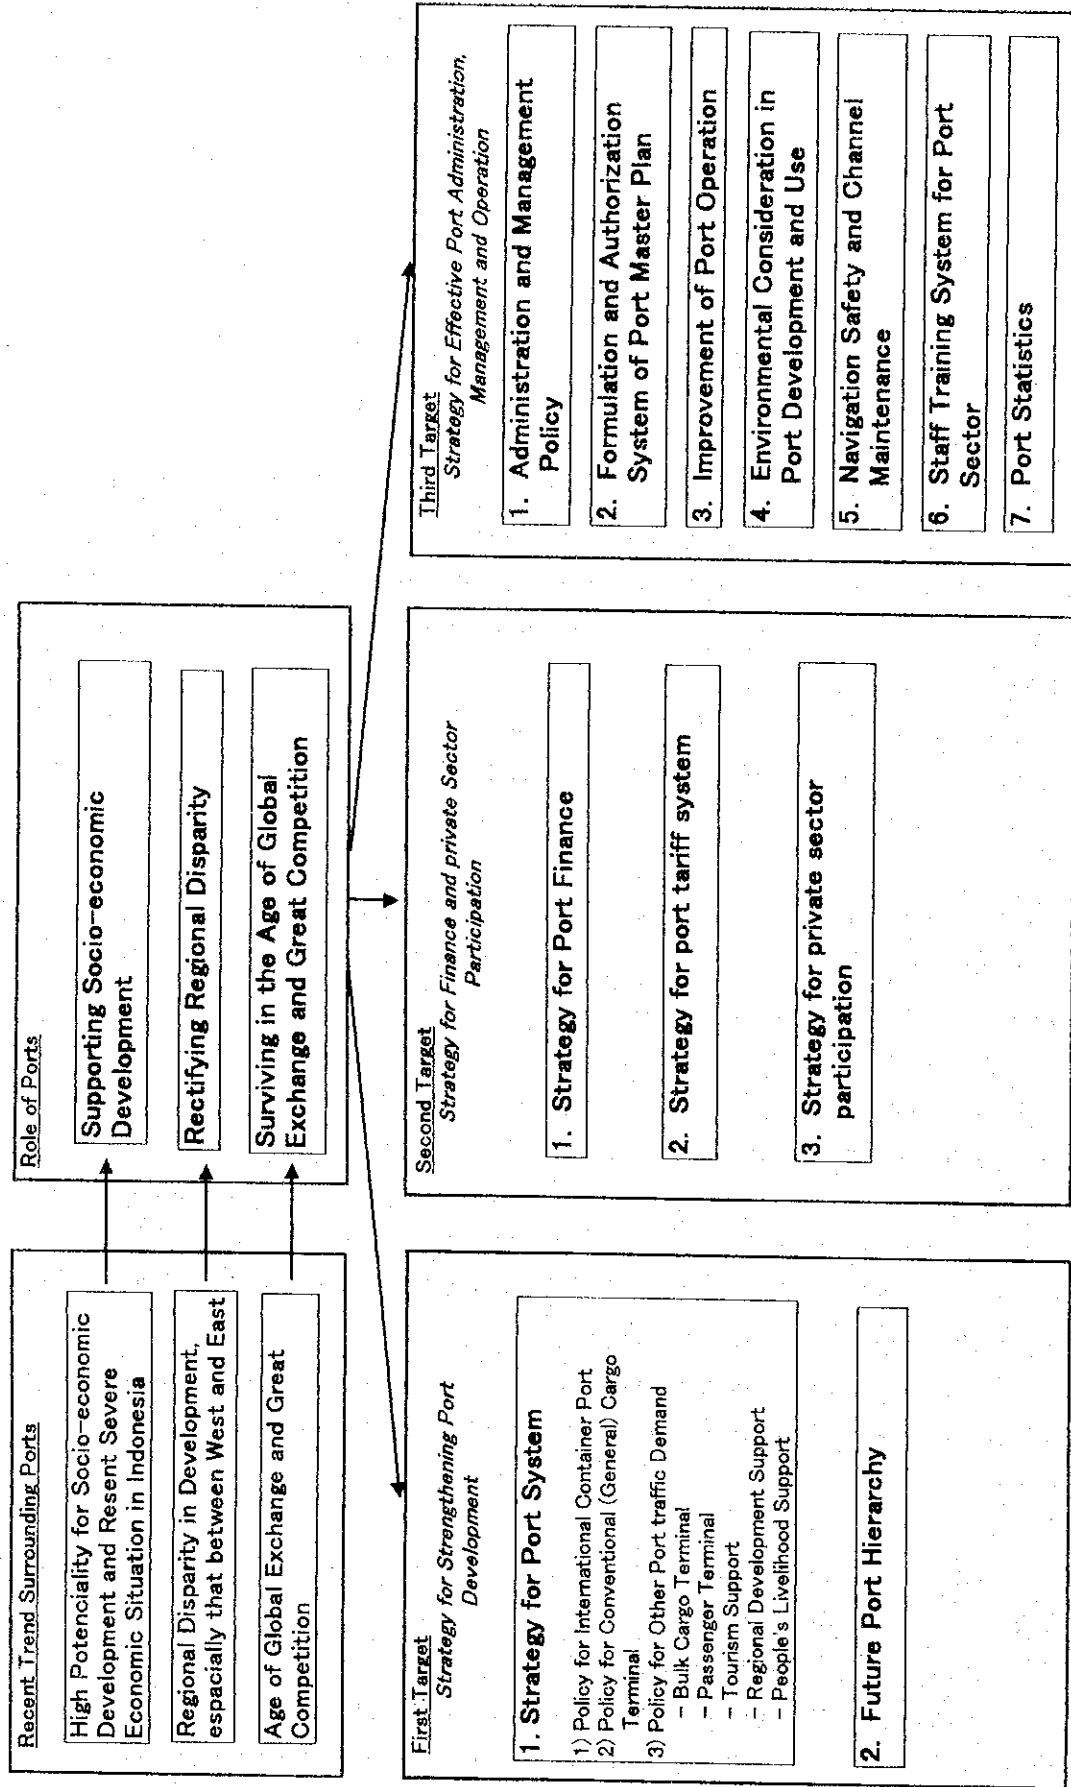 Recent Trend Surrounding Ports
High Potenciality for Socio-economic
Development and Resent Severe
Economic Situation in Indonesia
Regional Disparity in Development,
espacially that between West and East
Age of Global Exchange and Great
Competition
Role of Ports
Supporting Socio-economic
Development
Rectifying Regional Disparity
Surviving in the Age of Global
Exchange and Great Competition
First Target
Strategy for Strengthening Port
Development
1. Strategy for Port System
1) Policy for International Container Port
2) Policy for Conventional (General) Cargo
Terminal
3) Policy for Other Port traffic Demand
- Bulk Cargo Terminal
- Passenger Terminal
- Tourism Support
- Regional Development Support
- People's Livelihood Support
2. Future Port Hierarchy
Second Target
Strategy for Finance and private Sector
Participation
1. Strategy for Port Finance
2. Strategy for port tariff system
3. Strategy for private sector
participation
Third Target
Strategy for Effective Port Administration,
Management and Operation
1. Administration and Management
Policy
2. Formulation and Authorization
System of Port Master Plan
3. Improvement of Port Operation
4. Environmental Consideration in
Port Development and Use
5. Navigation Safety and Channel
Maintenance
6. Staff Training System for Port
Sector
7. Port Statistics